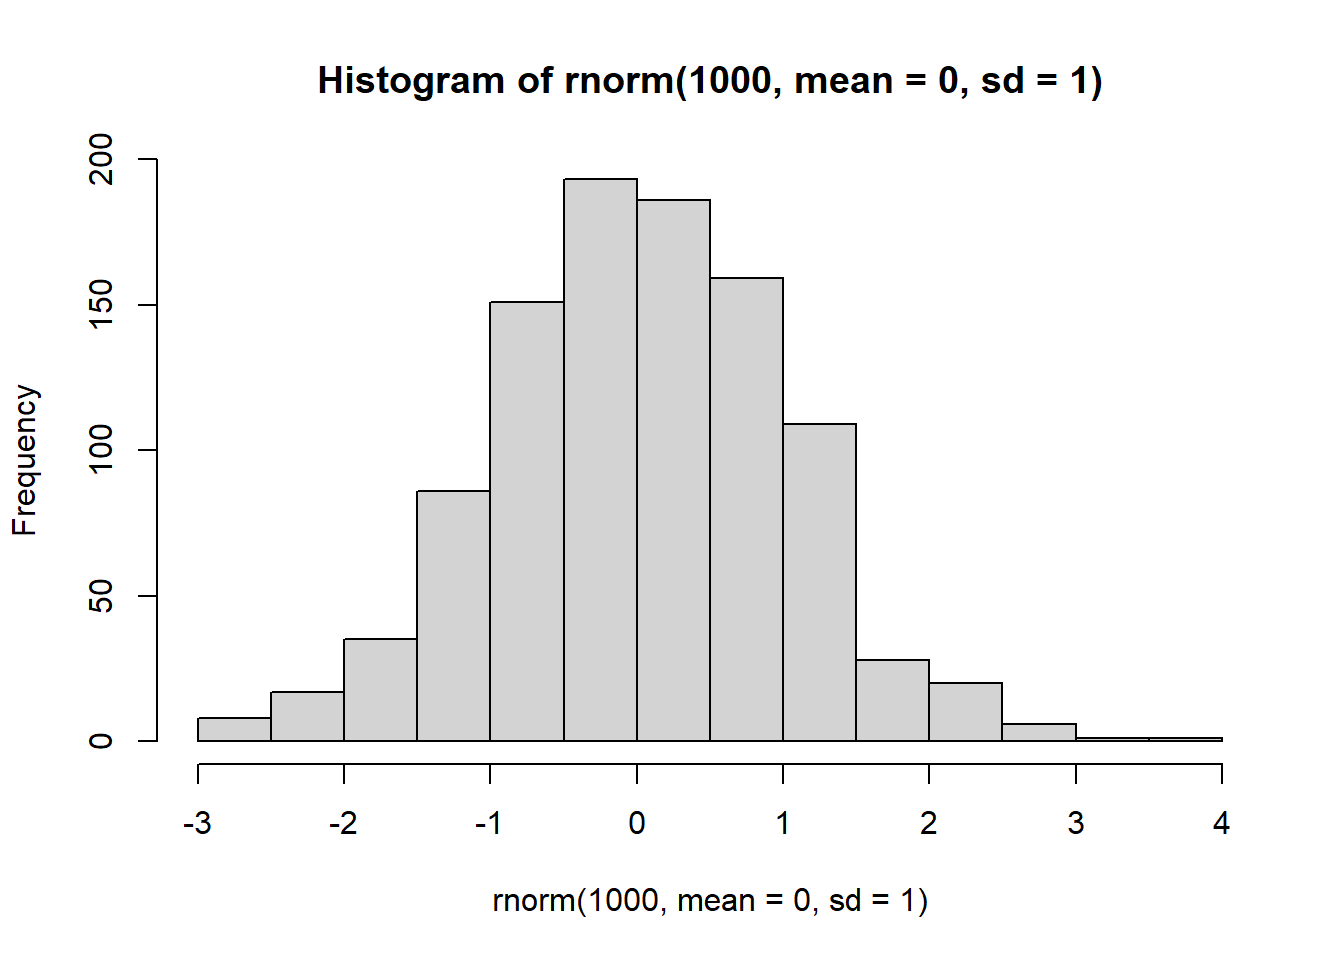 Histogram of rnorm(1000, mean = 0, sd = 1)
Frequency
200
150
100
50
0
-3 -2 -1 0 1 2 3 4
rnorm(1000, mean = 0, sd = 1)